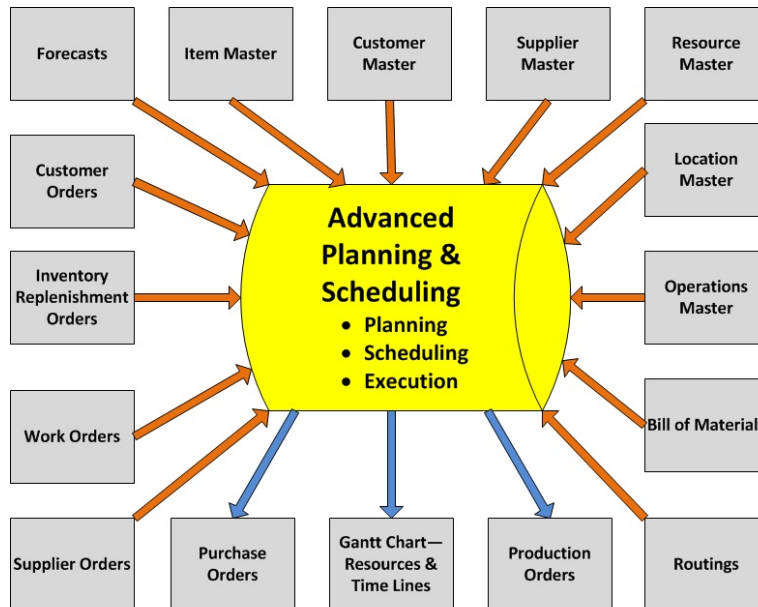 Forecasts
Item Master
Customer
Master
Supplier
Master
Resource
Master
Customer
Orders
Location
Master
Advanced
Planning &
Scheduling
• Planning
• Scheduling
• Execution
Inventory
Replenishment
Orders
Operations
Master
Work Orders
Bill of Material
Supplier Orders
Purchase
Orders
Gantt Chart—
Resources &
Time Lines
Production
Orders
Routings